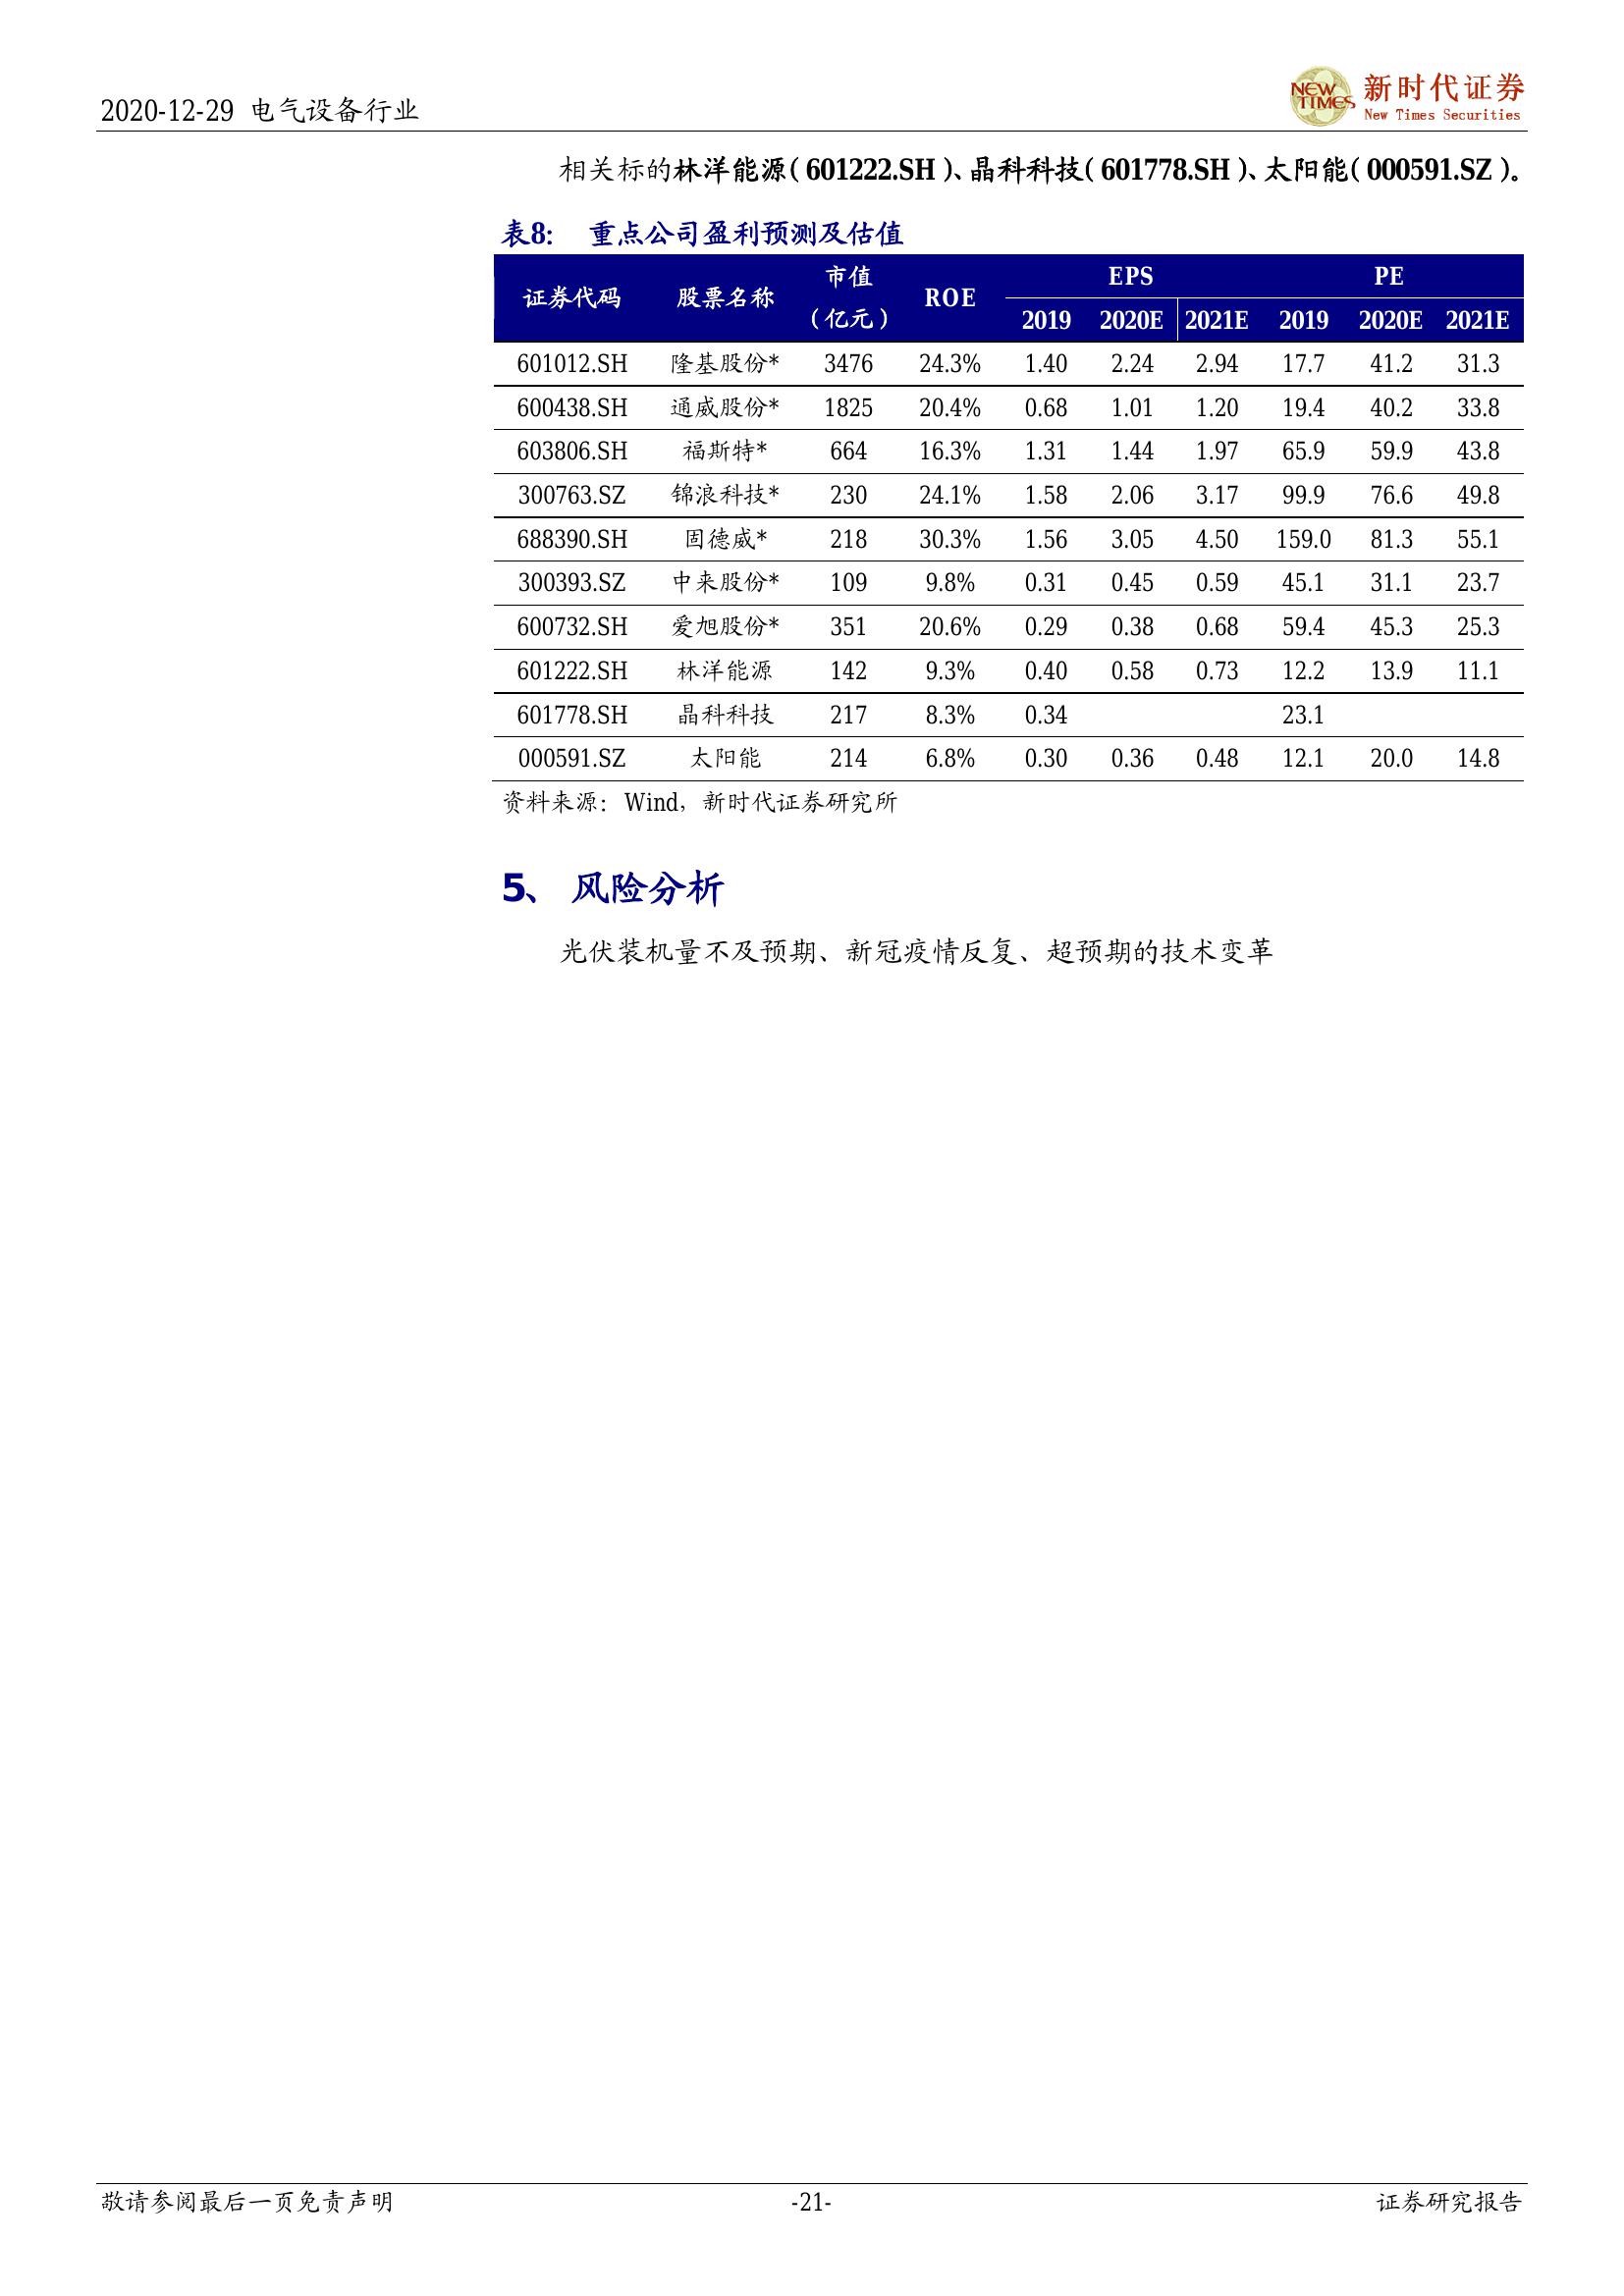 2020-12-29 电气设备行业
NEW TIMES 新时代证券
New Times Securities
相关标的林洋能源（601222.SH）、晶科科技（601778.SH）、太阳能（000591.SZ）。
表8： 重点公司盈利预测及估值
证券代码 股票名称 市值（亿元） ROE EPS PE
2019 2020E 2021E 2019 2020E 2021E
601012.SH 隆基股份* 3476 24.3% 1.40 2.24 2.94 17.7 41.2 31.3
600438.SH 通威股份* 1825 20.4% 0.68 1.01 1.20 19.4 40.2 33.8
603806.SH 福斯特* 664 16.3% 1.31 1.44 1.97 65.9 59.9 43.8
300763.SZ 锦浪科技* 230 24.1% 1.58 2.06 3.17 99.9 76.6 49.8
688390.SH 固德威* 218 30.3% 1.56 3.05 4.50 159.0 81.3 55.1
300393.SZ 中来股份* 109 9.8% 0.31 0.45 0.59 45.1 31.1 23.7
600732.SH 爱旭股份* 351 20.6% 0.29 0.38 0.68 59.4 45.3 25.3
601222.SH 林洋能源 142 9.3% 0.40 0.58 0.73 12.2 13.9 11.1
601778.SH 晶科科技 217 8.3% 0.34 23.1
000591.SZ 太阳能 214 6.8% 0.30 0.36 0.48 12.1 20.0 14.8
资料来源：Wind，新时代证券研究所
5、 风险分析
光伏装机量不及预期、新冠疫情反复、超预期的技术变革
敬请参阅最后一页免责声明 -21- 证券研究报告